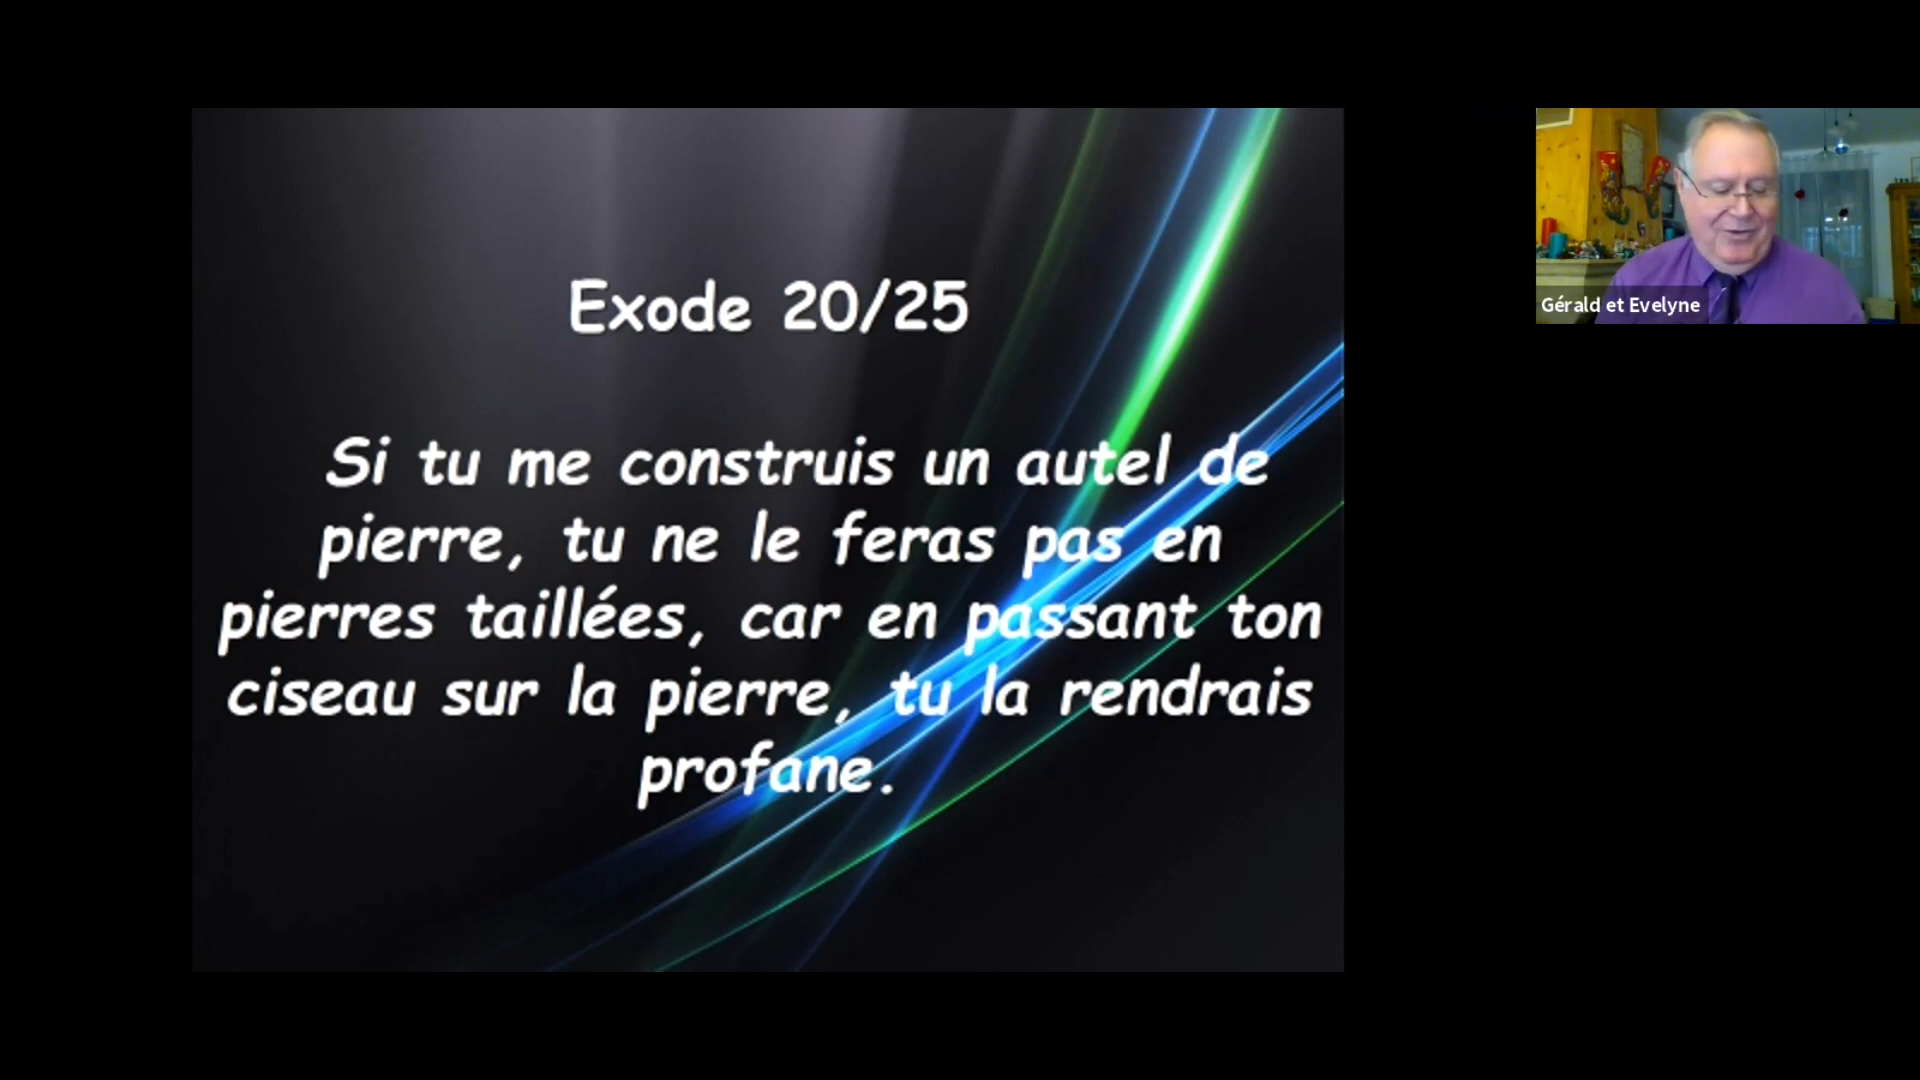 Exode 20/25
Si tu me construis un autel de
pierre, tu ne le feras pas en
pierres taillées, car en passant ton
ciseau sur la pierre, tu la rendrais
profane.
Gérald et Evelyne